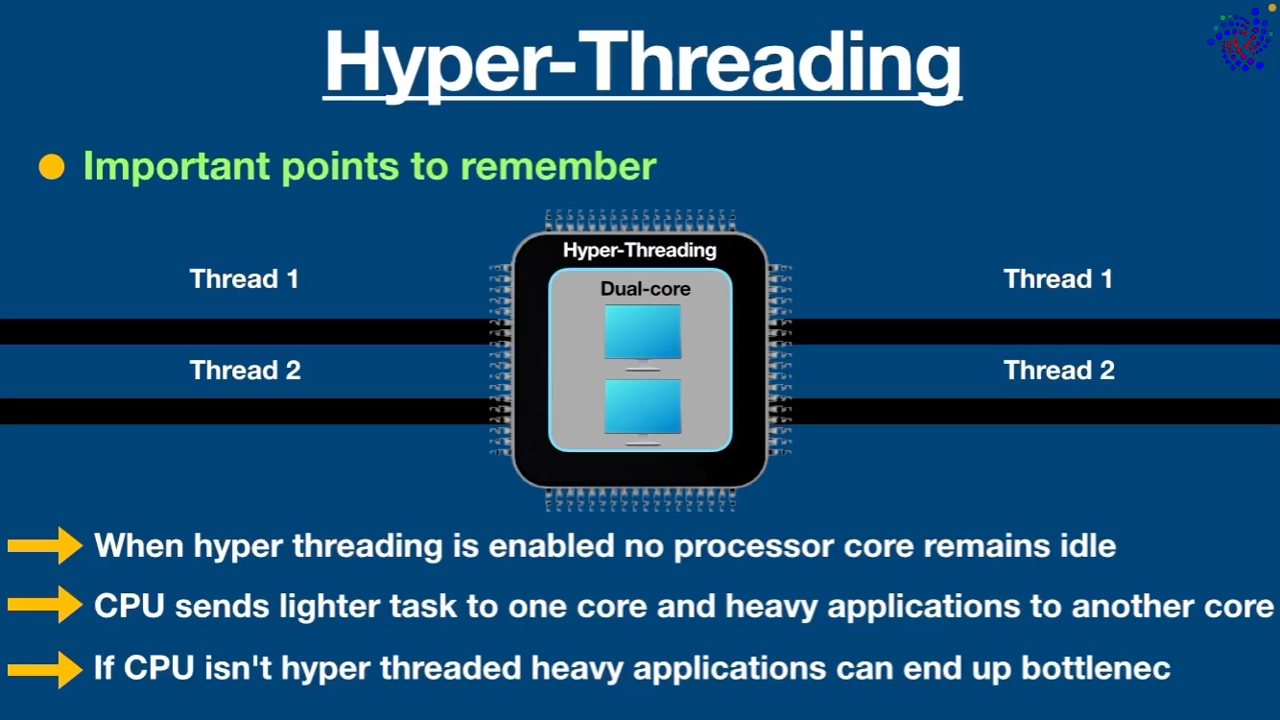 Hyper-Threading
Important points to remember
Hyper-Threading
Dual-core
Thread 1
Thread 1
Thread 2
Thread 2
When hyper threading is enabled no processor core remains idle
CPU sends lighter task to one core and heavy applications to another core
If CPU isn't hyper threaded heavy applications can end up bottlenec